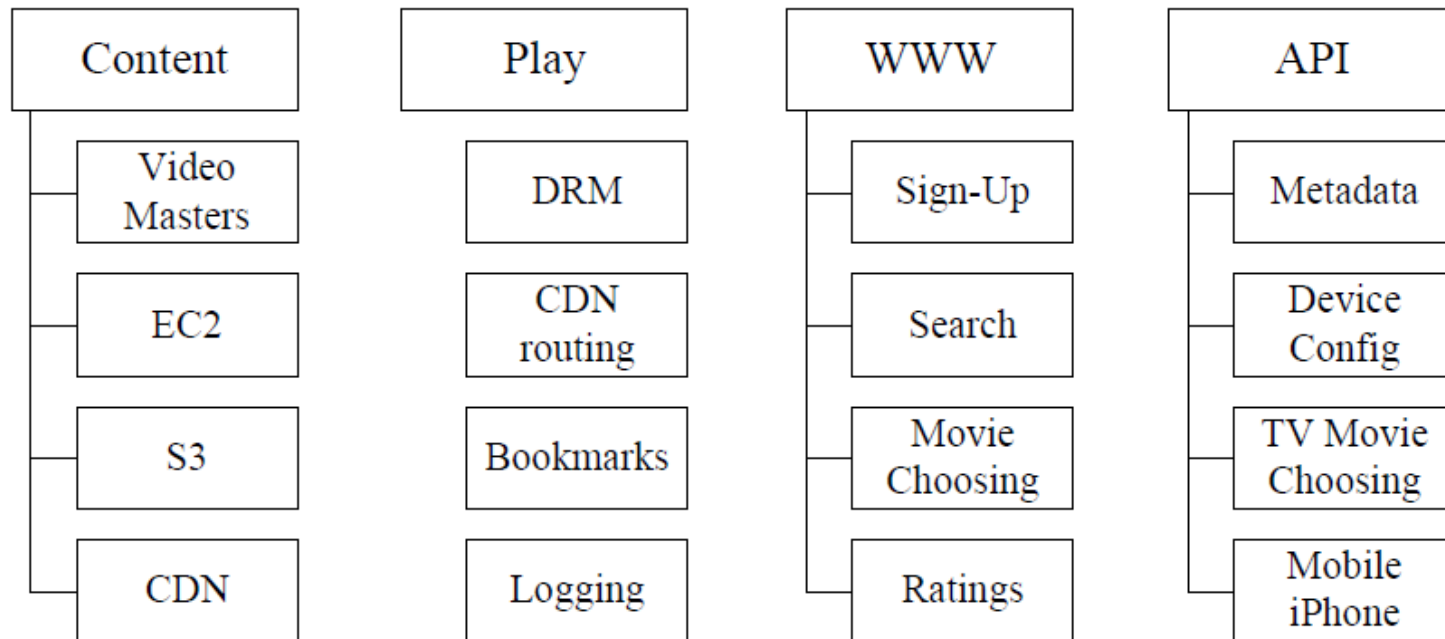 Content
Video
Masters
EC2
S3
CDN
Play
DRM
CDN
routing
Bookmarks
Logging
WWW
Sign-Up
Search
Movie
Choosing
Ratings
API
Metadata
Device
Config
TV Movie
Choosing
Mobile
iPhone